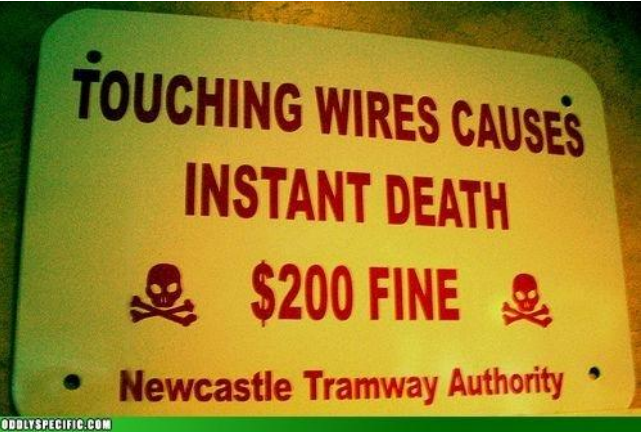 TOUCHING WIRES CAUSES
INSTANT DEATH
$200 FINE
Newcastle Tramway Authority
ODDLYSPECIFIC.COM